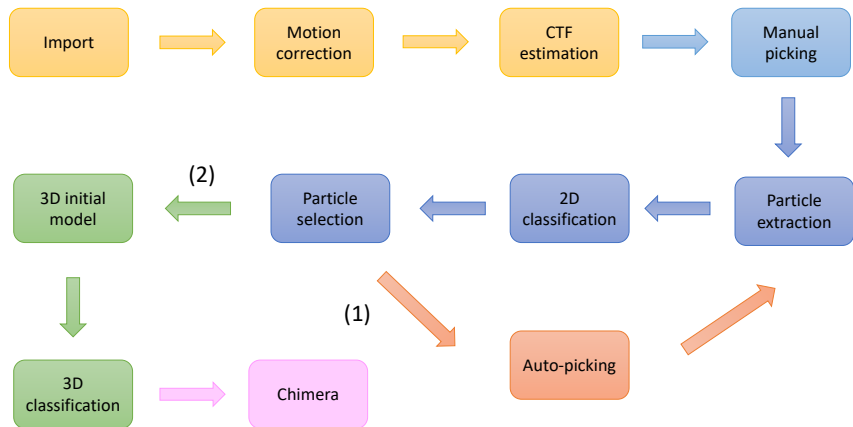 Import
Motion
correction
CTF
estimation
Manual
picking
3D initial
model
(2)
Particle
selection
2D
classification
Particle
extraction
(1)
3D
classification
Chimera
Auto-picking